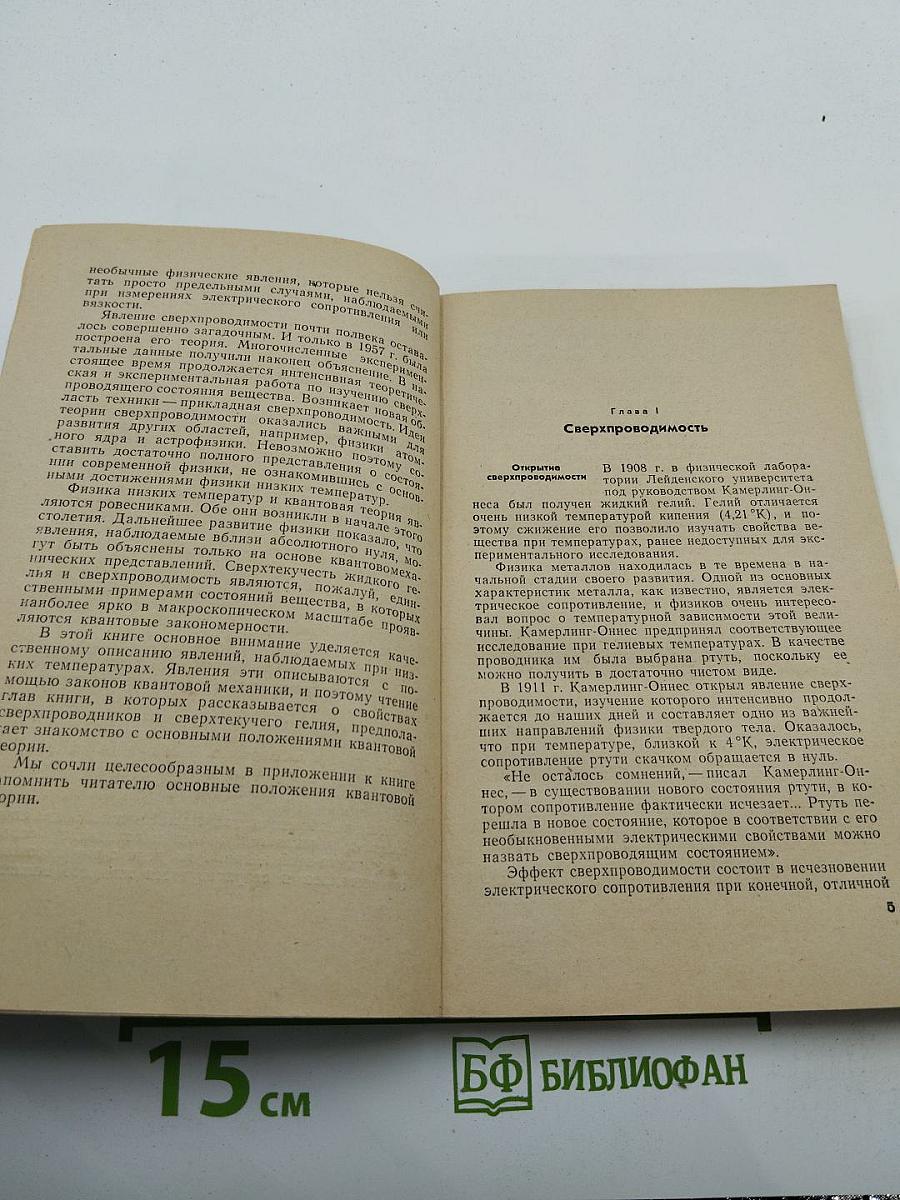 необычные физические явления, которые нельзя счи-
тать просто предельными случаями, наблюдаемыми
при измерениях электрического сопротивления или
вязкости.
Явление сверхпроводимости почти полвека остава-
лось совершенно загадочным. И только в 1957 г. была
построена его теория. Многочисленные эксперимен-
тальные данные получили наконец объяснение. В на-
стоящее время продолжается интенсивная теоретиче-
ская и экспериментальная работа по изучению сверх-
проводящего состояния вещества. Возникает новая об-
ласть техники — прикладная сверхпроводимость. Идеи
теории сверхпроводимости оказались важными для
развития других областей, например, физики атом-
ного ядра и астрофизики. Невозможно поэтому со-
ставить достаточно полного представления о состоя-
нии современной физики, не ознакомившись с основ-
ными достижениями физики низких температур.
Физика низких температур и квантовая теория яв-
ляются ровесниками. Обе они возникли в начале этого
столетия. Дальнейшее развитие физики показало, что
явления, наблюдаемые вблизи абсолютного нуля, мо-
гут быть объяснены только на основе квантовомеха-
нических представлений. Сверхтекучесть жидкого ге-
лия и сверхпроводимость являются, пожалуй, един-
ственными примерами состояний вещества, в которых
наиболее ярко в макроскопическом масштабе прояв-
ляются квантовые закономерности.
В этой книге основное внимание уделяется каче-
ственному описанию явлений, наблюдаемых при низ-
ких температурах. Явления эти описываются с по-
мощью законов квантовой механики, и поэтому чтение
глав книги, в которых рассказывается о свойствах
сверхпроводников и сверхтекучего гелия, предпола-
гает знакомство с основными положениями квантовой
теории.
Мы сочли целесообразным в приложении к книге
апомнить читателю основные положения квантовой
ории.
Глава I
Сверхпроводимость
Открытие
сверхпроводимости
В 1908 г. в физической лабора-
тории Лейденского университета
под руководством Камерлинг-Он-
неса был получен жидкий гелий. Гелий отличается
очень низкой температурой кипения (4,21 °К), и по-
этому сжижение его позволило изучать свойства ве-
щества при температурах, ранее недоступных для экс-
периментального исследования.
Физика металлов находилась в те времена в на-
чальной стадии своего развития. Одной из основных
характеристик металла, как известно, является элек-
трическое сопротивление, и физиков очень интересо-
вал вопрос о температурной зависимости этой вели-
чины. Камерлинг-Оннес предпринял соответствующее
исследование при гелиевых температурах. В качестве
проводника им была выбрана ртуть, поскольку ее
можно получить в достаточно чистом виде.
В 1911 г. Камерлинг-Оннес открыл явление сверх-
проводимости, изучение которого интенсивно продол-
жается до наших дней и составляет одно из важней-
ших направлений физики твердого тела. Оказалось,
что при температуре, близкой к 4 °К, электрическое
сопротивление ртути скачком обращается в нуль.
«Не осталось сомнений, — писал Камерлинг-Он-
нес, — в существовании нового состояния ртути, в ко-
тором сопротивление фактически исчезает... Ртуть пе-
решла в новое состояние, которое в соответствии с его
необыкновенными электрическими свойствами можно
назвать сверхпроводящим состоянием».
Эффект сверхпроводимости состоит в исчезновении
электрического сопротивления при конечной, отличной
5
15 см
БФ БИБЛИОФАН